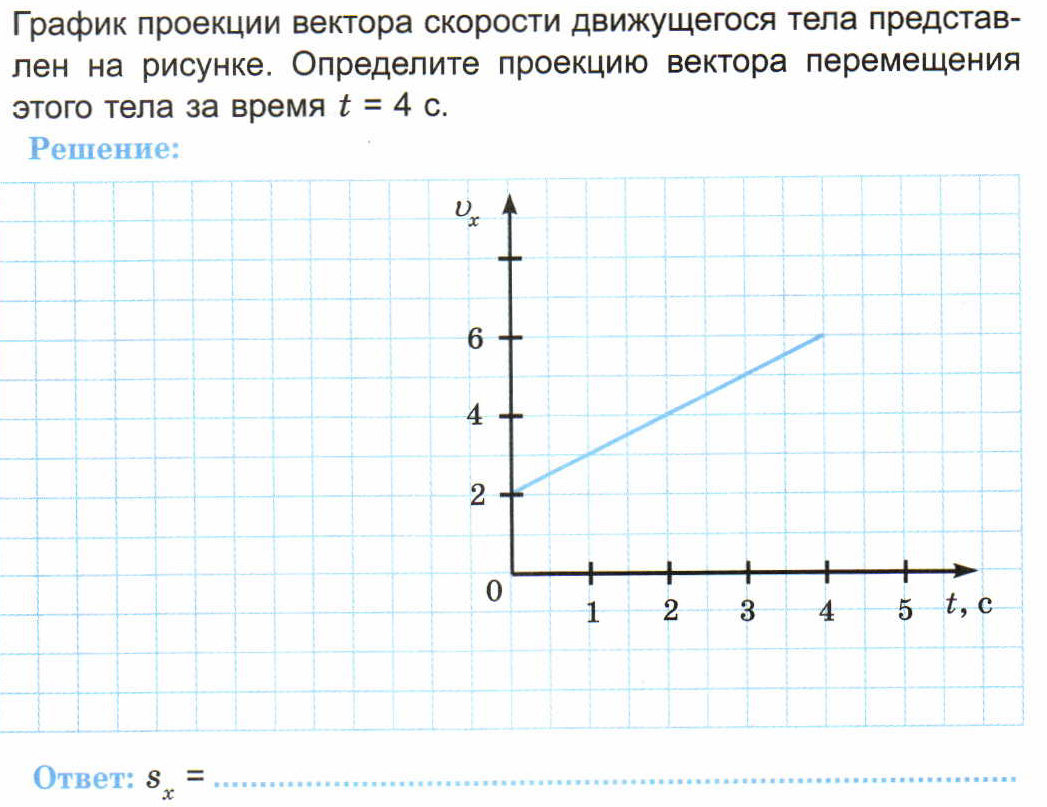 График проекции вектора скорости движущегося тела представ-
лен на рисунке. Определите проекцию вектора перемещения
этого тела за время t = 4 с.
Решение:
υx
6
4
2
0
1 2 3 4 5 t, с
Ответ: sx = ..........................................................................